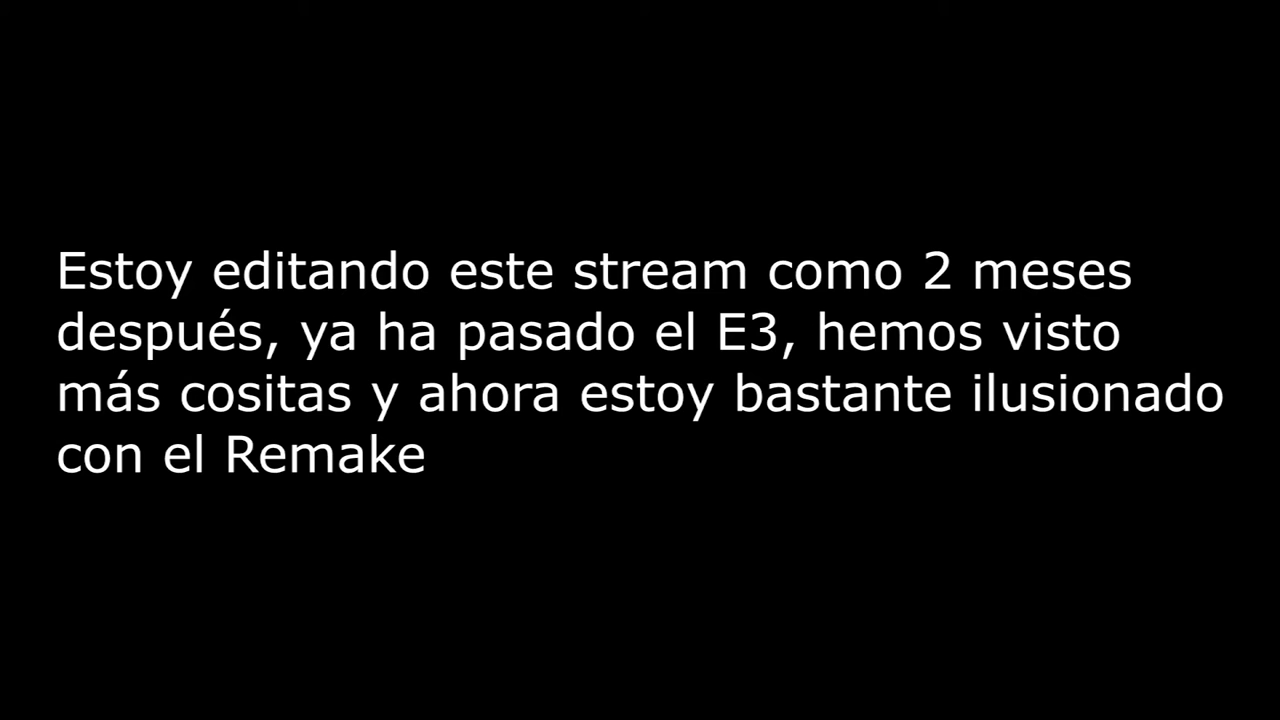 Estoy editando este stream como 2 meses
después, ya ha pasado el E3, hemos visto
más cositas y ahora estoy bastante ilusionado
con el Remake